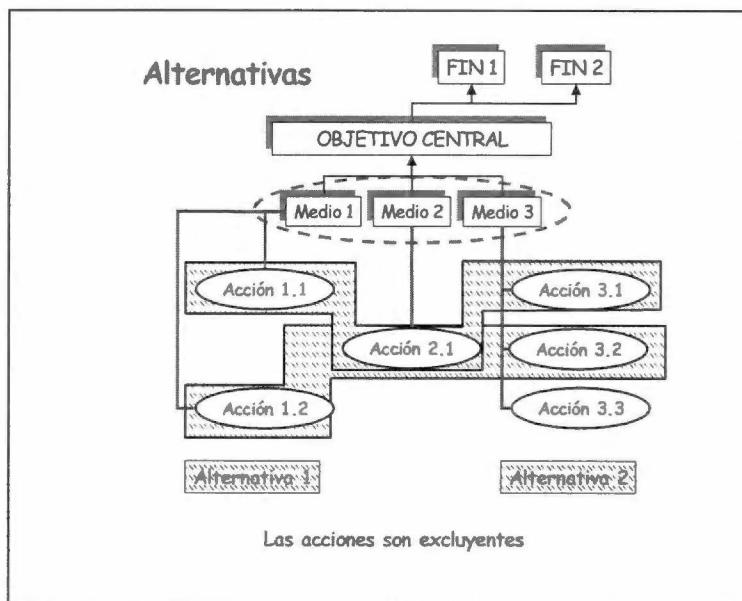 Alternativas
FIN 1
FIN 2
OBJETIVO CENTRAL
Medio 1
Medio 2
Medio 3
Acción 1.1
Acción 3.1
Acción 2.1
Acción 3.2
Acción 1.2
Acción 3.3
Alternativa 1
Alternativa 2
Las acciones son excluyentes